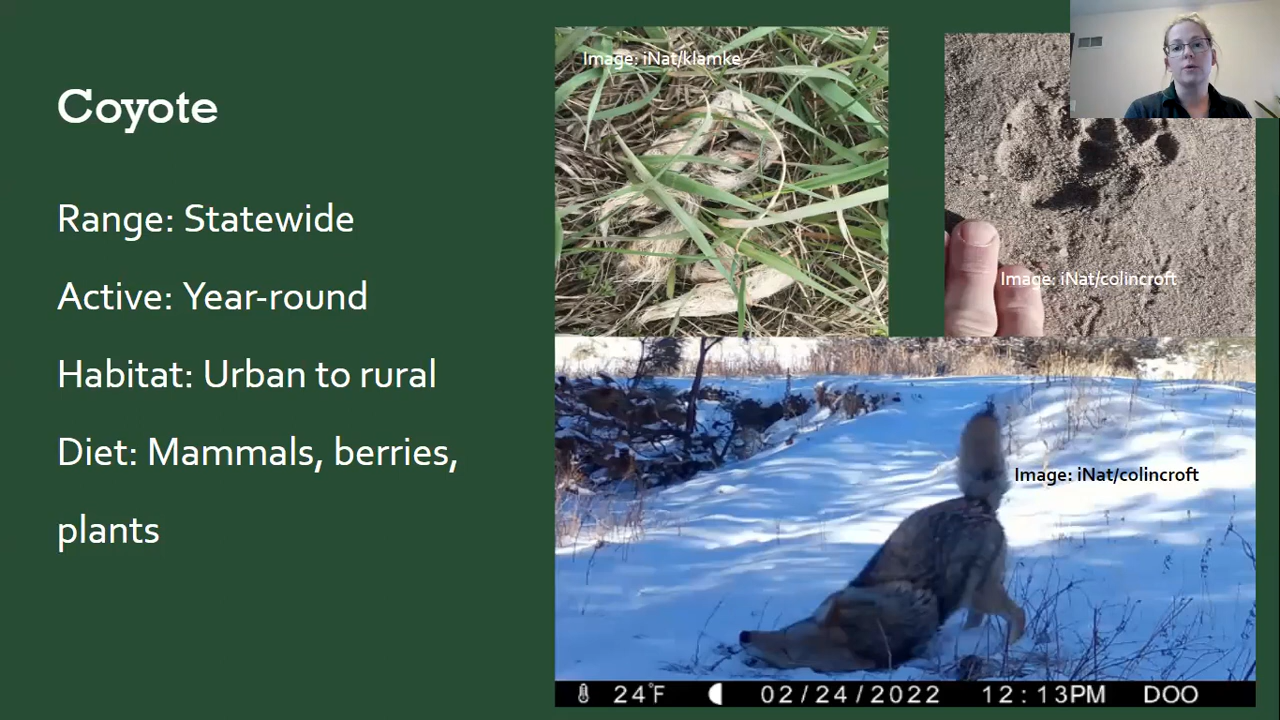 Coyote
Range: Statewide
Active: Year-round
Habitat: Urban to rural
Diet: Mammals, berries,
plants
Image: iNat/klamke
Image: iNat/colincroft
Image: iNat/colincroft
24°F 02/24/2022 12:13PM DOO